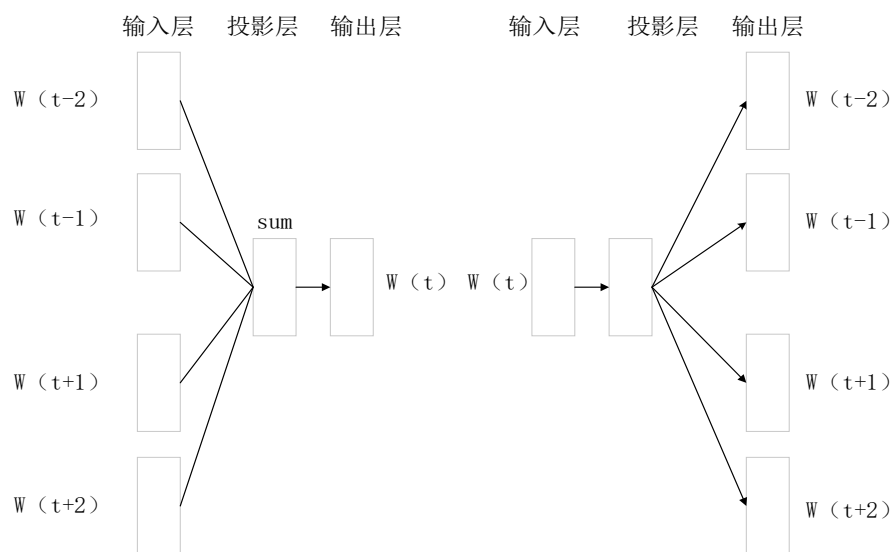 输入层 投影层 输出层 输入层 投影层 输出层
W（t-2） W（t-2）
W（t-1） W（t-1）
sum
W（t） W（t）
W（t+1） W（t+1）
W（t+2） W（t+2）